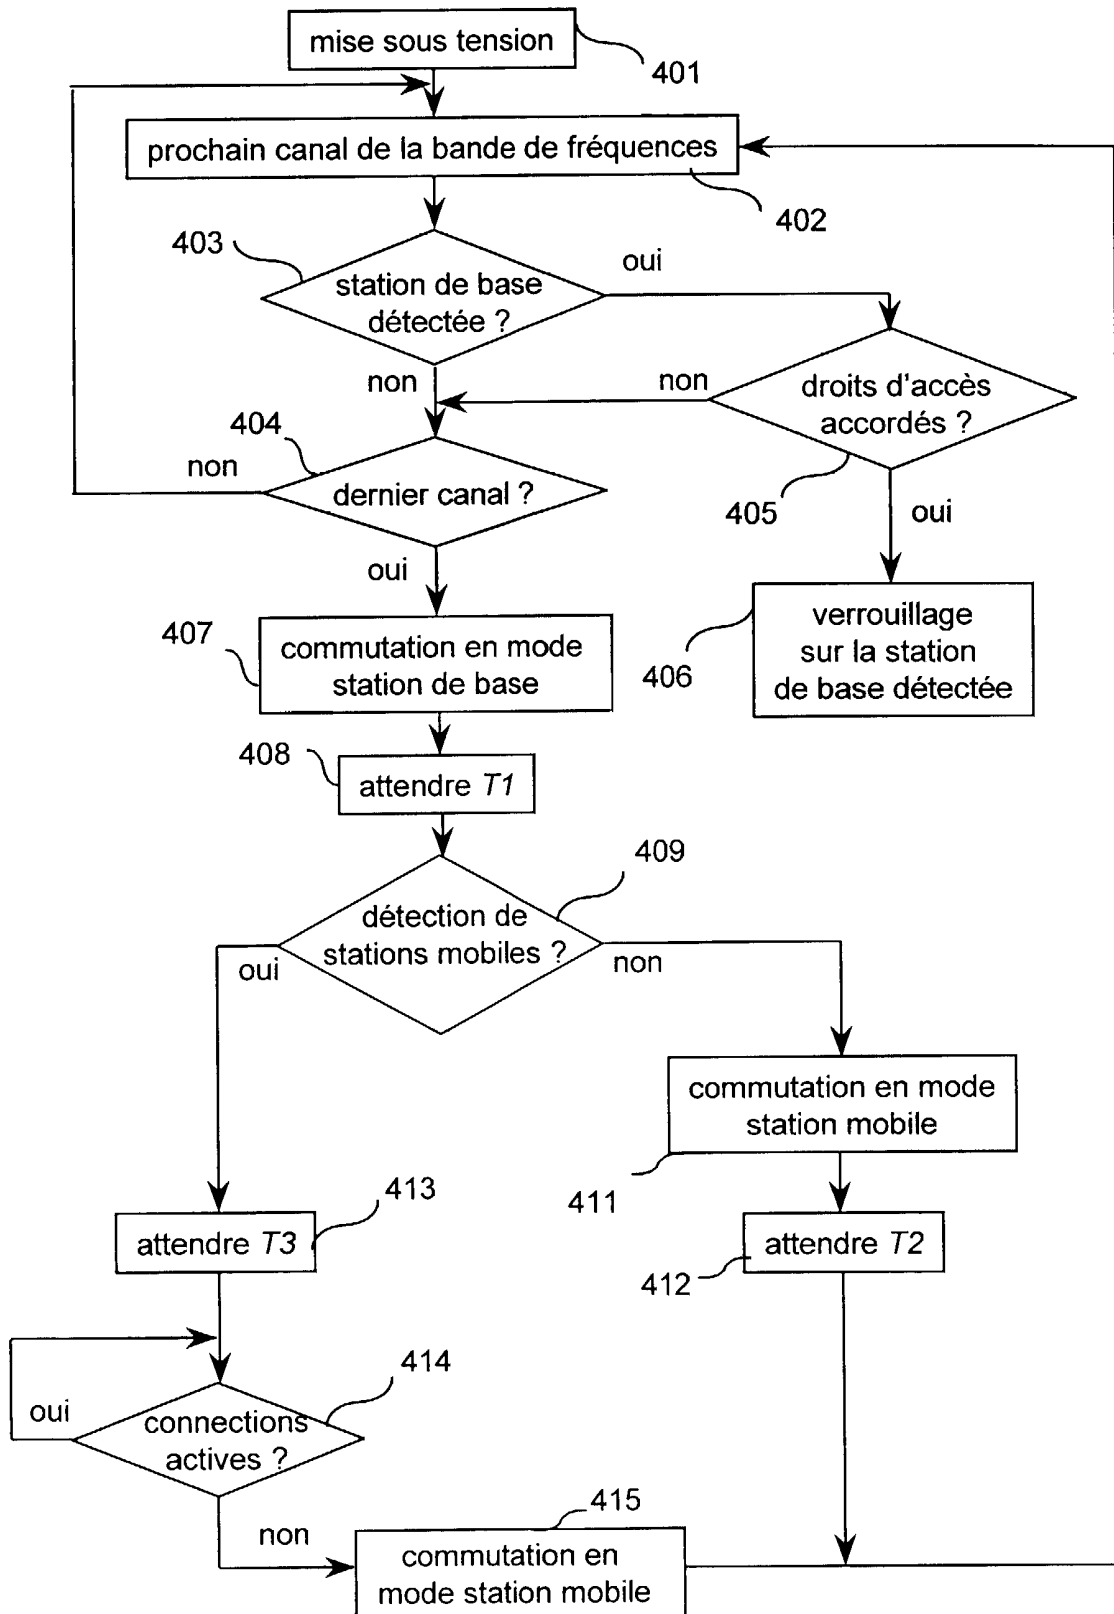 mise sous tension
401
prochain canal de la bande de fréquences
402
403
station de base
détectée ?
oui
non
non
droits d'accès
accordés ?
404
non
dernier canal ?
405
oui
oui
407
commutation en mode
station de base
verrouillage
sur la station
de base détectée
406
408
attendre T1
409
détection de
stations mobiles ?
oui
non
commutation en mode
station mobile
411
413
attendre T3
attendre T2
412
414
oui
connections
actives ?
415
non
commutation en
mode station mobile